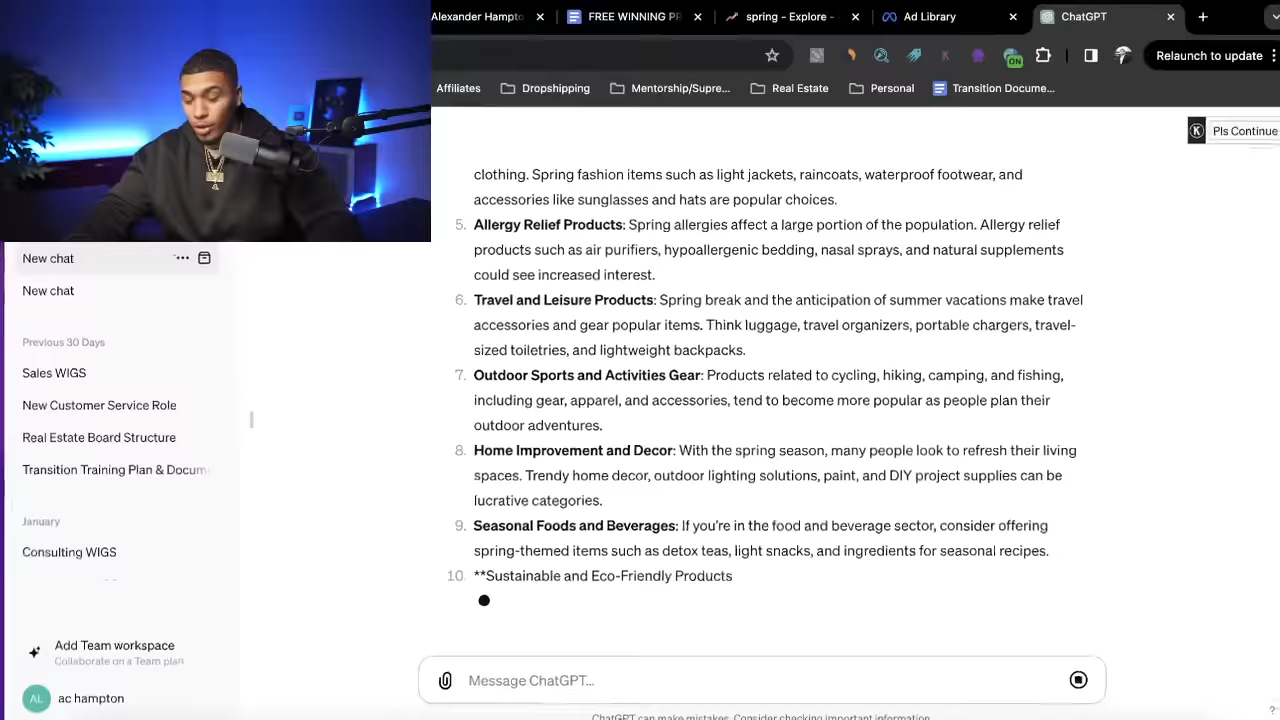 Alexander Hampto
FREE WINNING PR
spring - Explore -
Ad Library
ChatGPT
ON
Relaunch to update
Affiliates
Dropshipping
Mentorship/Supre...
Real Estate
Personal
Transition Docume...
K
Pls Continue
clothing. Spring fashion items such as light jackets, raincoats, waterproof footwear, and
accessories like sunglasses and hats are popular choices.
5. Allergy Relief Products: Spring allergies affect a large portion of the population. Allergy relief
products such as air purifiers, hypoallergenic bedding, nasal sprays, and natural supplements
could see increased interest.
6. Travel and Leisure Products: Spring break and the anticipation of summer vacations make travel
accessories and gear popular items. Think luggage, travel organizers, portable chargers, travel-
sized toiletries, and lightweight backpacks.
7. Outdoor Sports and Activities Gear: Products related to cycling, hiking, camping, and fishing,
including gear, apparel, and accessories, tend to become more popular as people plan their
outdoor adventures.
8. Home Improvement and Decor: With the spring season, many people look to refresh their living
spaces. Trendy home decor, outdoor lighting solutions, paint, and DIY project supplies can be
lucrative categories.
9. Seasonal Foods and Beverages: If you're in the food and beverage sector, consider offering
spring-themed items such as detox teas, light snacks, and ingredients for seasonal recipes.
10. **Sustainable and Eco-Friendly Products
New chat
New chat
Previous 30 Days
Sales WIGS
New Customer Service Role
Real Estate Board Structure
Transition Training Plan & Docum
January
Consulting WIGS
Add Team workspace
Collaborate on a Team plan
AL
ac hampton
Message ChatGPT...
ChatGPT can make mistakes. Consider checking important information.
?